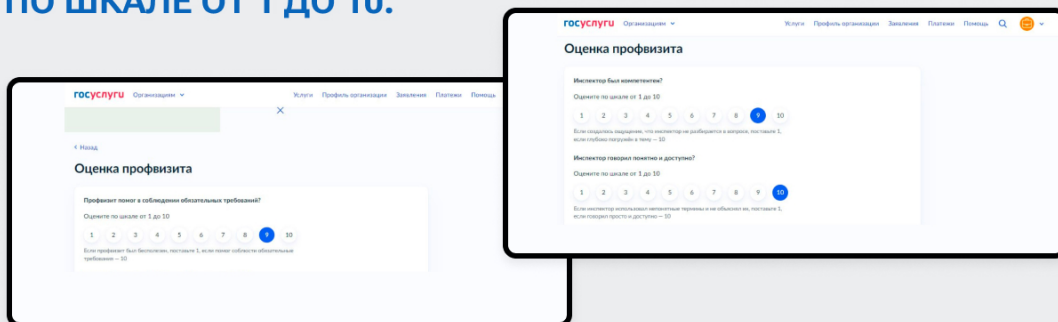 ПО ШКАЛЕ ОТ 1 ДО 10.
госуслуги Организациям
Услуги Профиль организации Заявления Платежи Помощь
Назад
Оценка профвизита
Профвизит помог в соблюдении обязательных требований?
Оцените по шкале от 1 до 10
1 2 3 4 5 6 7 8 9 10
Если профвизит был бесполезен, поставьте 1, если помог соблюсти обязательные
требования — 10
госуслуги Организациям
Услуги Профиль организации Заявления Платежи Помощь
Оценка профвизита
Инспектор был компетентен?
Оцените по шкале от 1 до 10
1 2 3 4 5 6 7 8 9 10
Если создалось ощущение, что инспектор не разбирается в вопросе, поставьте 1,
если глубоко погружён в тему — 10
Инспектор говорил понятно и доступно?
Оцените по шкале от 1 до 10
1 2 3 4 5 6 7 8 9 10
Если инспектор использовал непонятные термины и не объяснял их, поставьте 1,
если говорил просто и доступно — 10